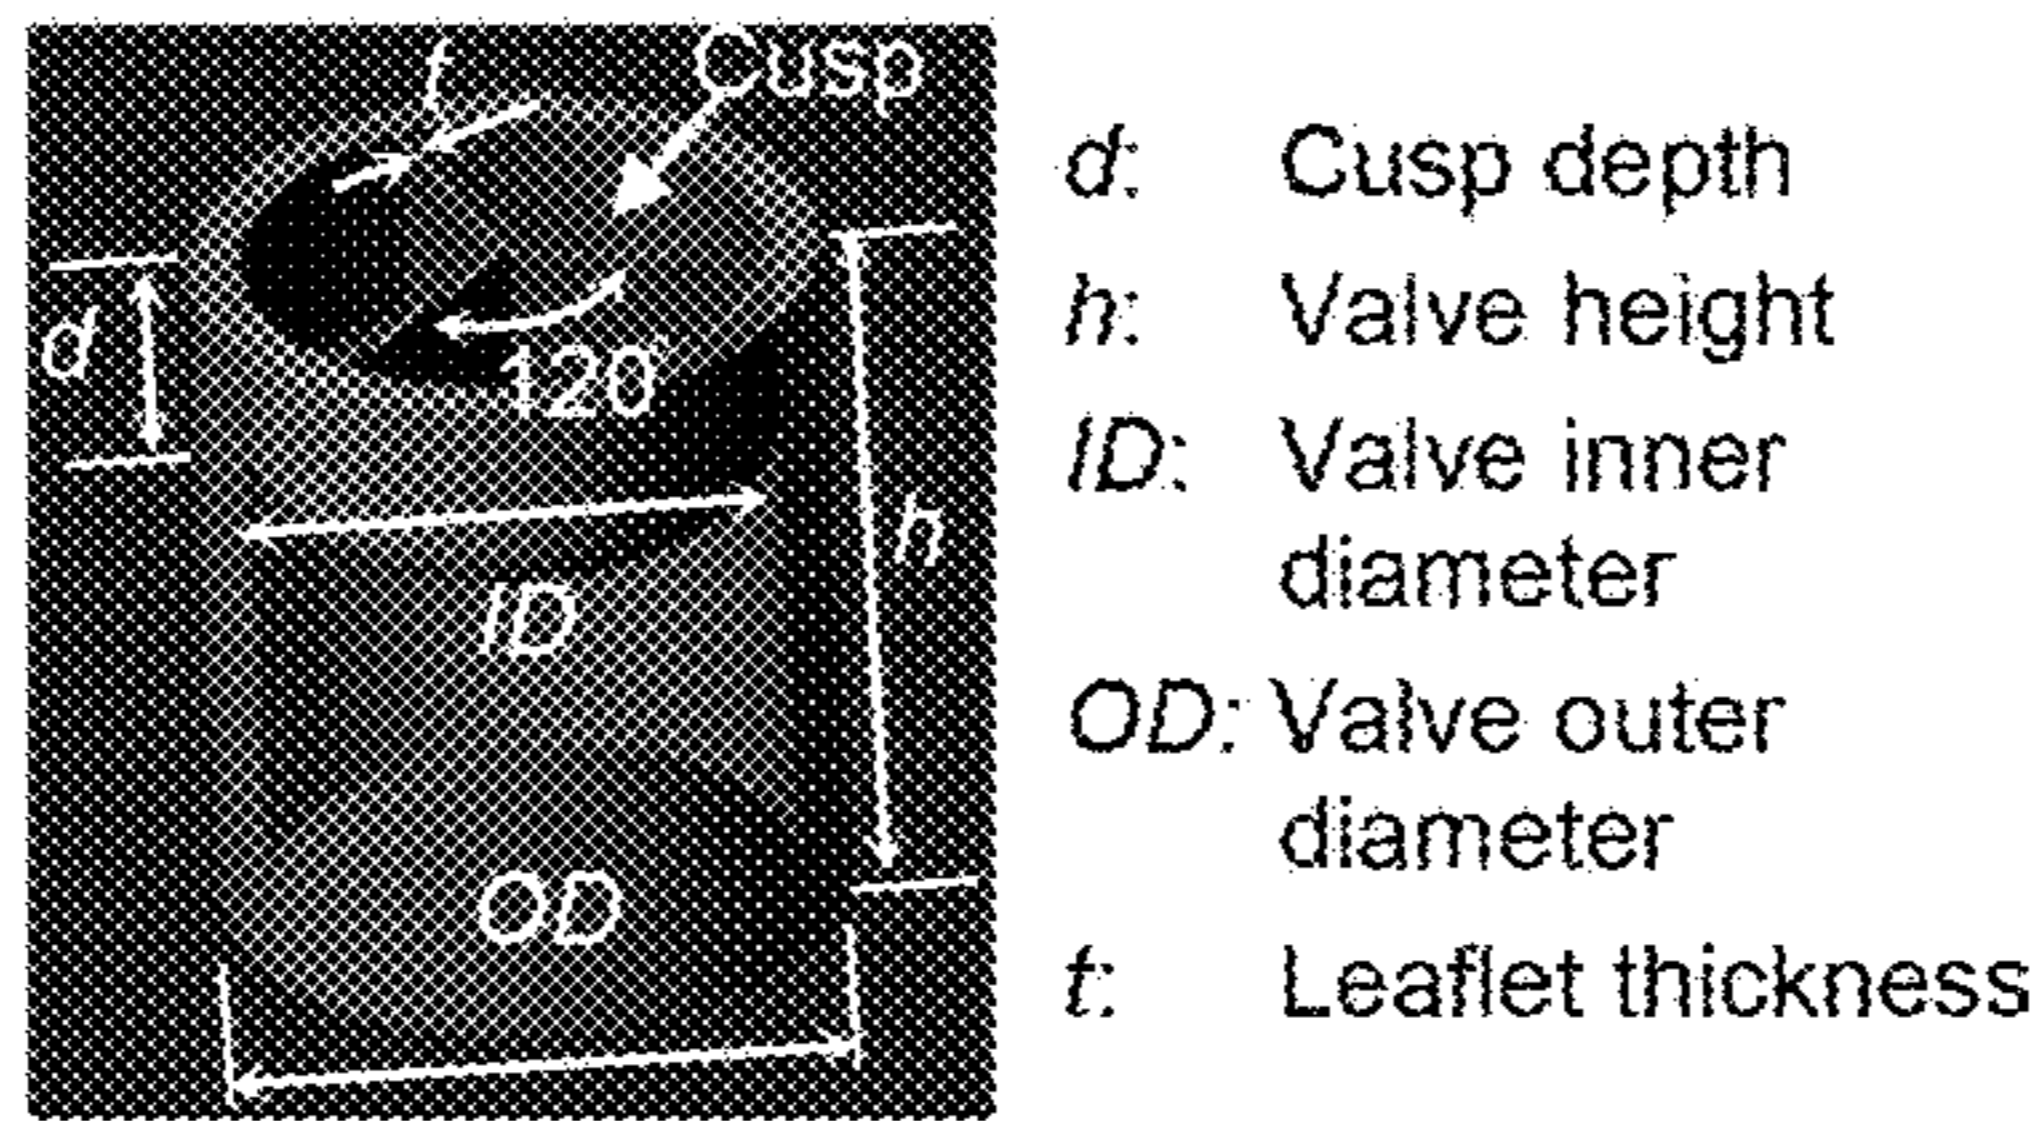 t
Cusp
d
120°
h
ID
OD
d: Cusp depth
h: Valve height
ID: Valve inner
diameter
OD: Valve outer
diameter
t: Leaflet thickness